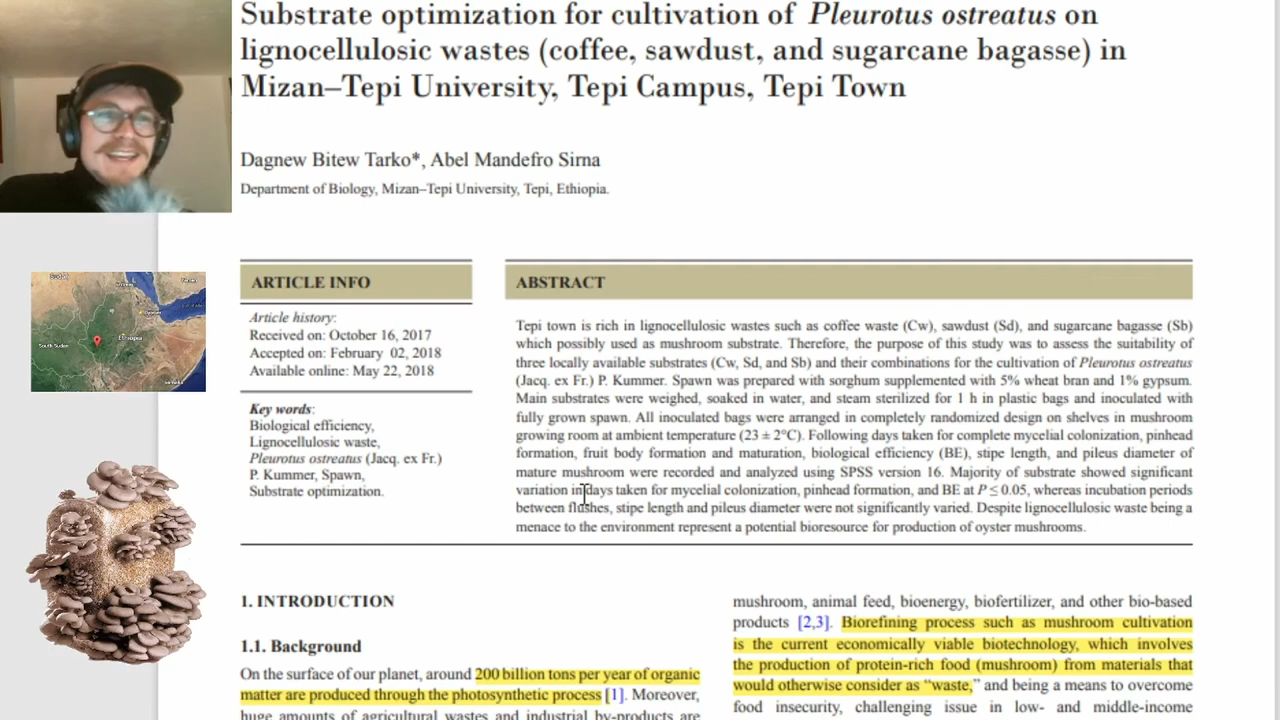 Substrate optimization for cultivation of Pleurotus ostreatus on
lignocellulosic wastes (coffee, sawdust, and sugarcane bagasse) in
Mizan–Tepi University, Tepi Campus, Tepi Town
Dagnew Bitew Tarko*, Abel Mandefro Sirna
Department of Biology, Mizan–Tepi University, Tepi, Ethiopia.
ARTICLE INFO
Article history:
Received on: October 16, 2017
Accepted on: February 02, 2018
Available online: May 22, 2018
Key words:
Biological efficiency,
Lignocellulosic waste,
Pleurotus ostreatus (Jacq. ex Fr.)
P. Kummer, Spawn,
Substrate optimization.
ABSTRACT
Tepi town is rich in lignocellulosic wastes such as coffee waste (Cw), sawdust (Sd), and sugarcane bagasse (Sb)
which possibly used as mushroom substrate. Therefore, the purpose of this study was to assess the suitability of
three locally available substrates (Cw, Sd, and Sb) and their combinations for the cultivation of Pleurotus ostreatus
(Jacq. ex Fr.) P. Kummer. Spawn was prepared with sorghum supplemented with 5% wheat bran and 1% gypsum.
Main substrates were weighed, soaked in water, and steam sterilized for 1 h in plastic bags and inoculated with
fully grown spawn. All inoculated bags were arranged in completely randomized design on shelves in mushroom
growing room at ambient temperature (23 ± 2°C). Following days taken for complete mycelial colonization, pinhead
formation, fruit body formation and maturation, biological efficiency (BE), stipe length, and pileus diameter of
mature mushroom were recorded and analyzed using SPSS version 16. Majority of substrate showed significant
variation in days taken for mycelial colonization, pinhead formation, and BE at P ≤ 0.05, whereas incubation periods
between flushes, stipe length and pileus diameter were not significantly varied. Despite lignocellulosic waste being a
menace to the environment represent a potential bioresource for production of oyster mushrooms.
1. INTRODUCTION
1.1. Background
On the surface of our planet, around 200 billion tons per year of organic
matter are produced through the photosynthetic process [1]. Moreover,
huge amounts of agricultural wastes and industrial by-products are
mushroom, animal feed, bioenergy, biofertilizer, and other bio-based
products [2,3]. Biorefining process such as mushroom cultivation
is the current economically viable biotechnology, which involves
the production of protein-rich food (mushroom) from materials that
would otherwise consider as “waste,” and being a means to overcome
food insecurity, challenging issue in low- and middle-income
South Sudan
Ethiopia